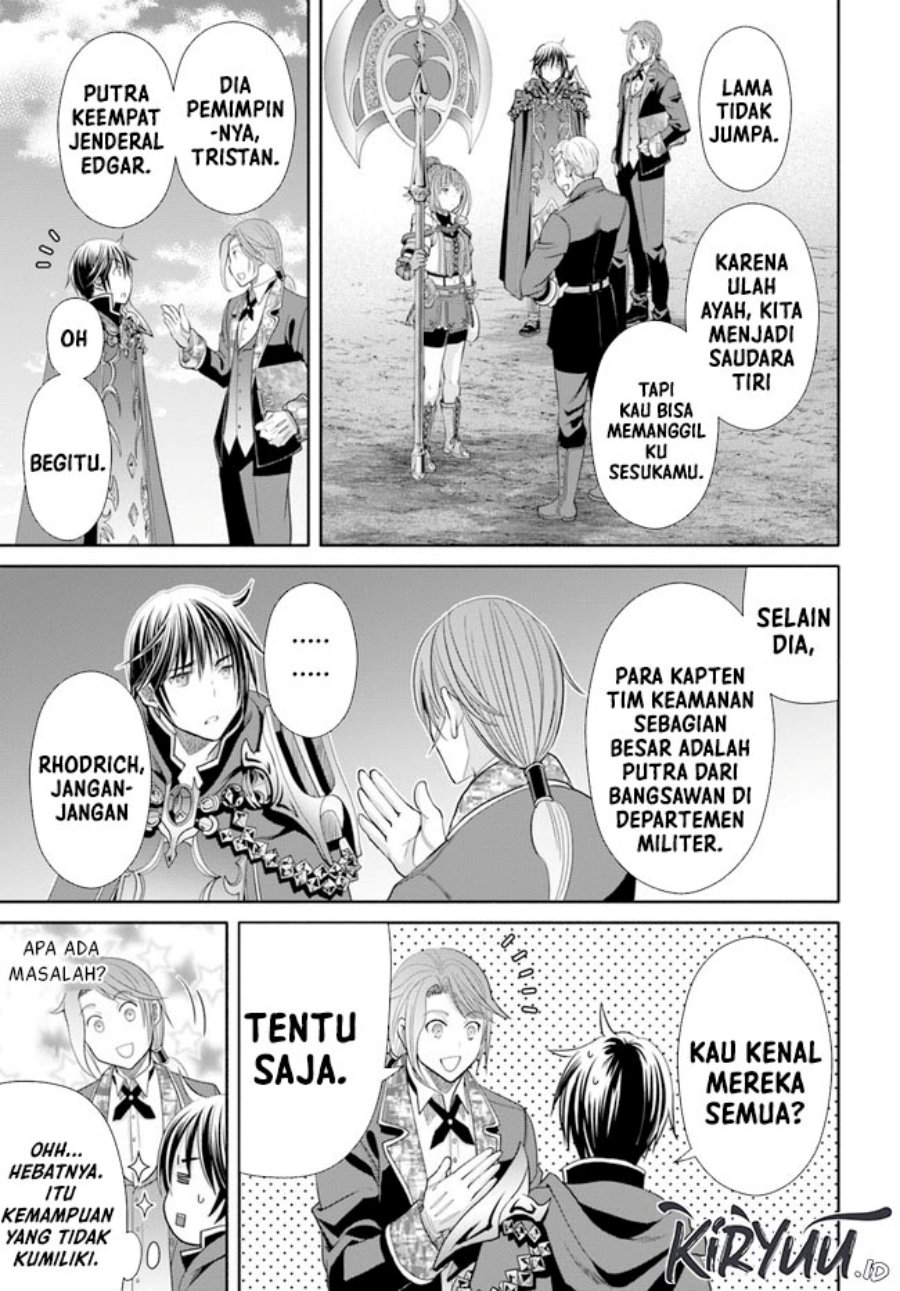 LAMA
TIDAK
JUMPA.
KARENA
ULAH
AYAH, KITA
MENJADI
SAUDARA
TIRI
TAPI
KAU BISA
MEMANGGIL
KU
SESUKAMU.
DIA
PEMIMPIN
-NYA,
TRISTAN.
PUTRA
KEEMPAT
JENDERAL
EDGAR.
OH
BEGITU.
SELAIN
DIA,
PARA KAPTEN
TIM KEAMANAN
SEBAGIAN
BESAR ADALAH
PUTRA DARI
BANGSAWAN DI
DEPARTEMEN
MILITER.
.....
.....
RHODRICH,
JANGAN-
JANGAN
KAU KENAL
MEREKA
SEMUA?
TENTU
SAJA.
APA ADA
MASALAH?
OHH...
HEBATNYA.
ITU
KEMAMPUAN
YANG TIDAK
KUMILIKI.
KIRYUU.ID